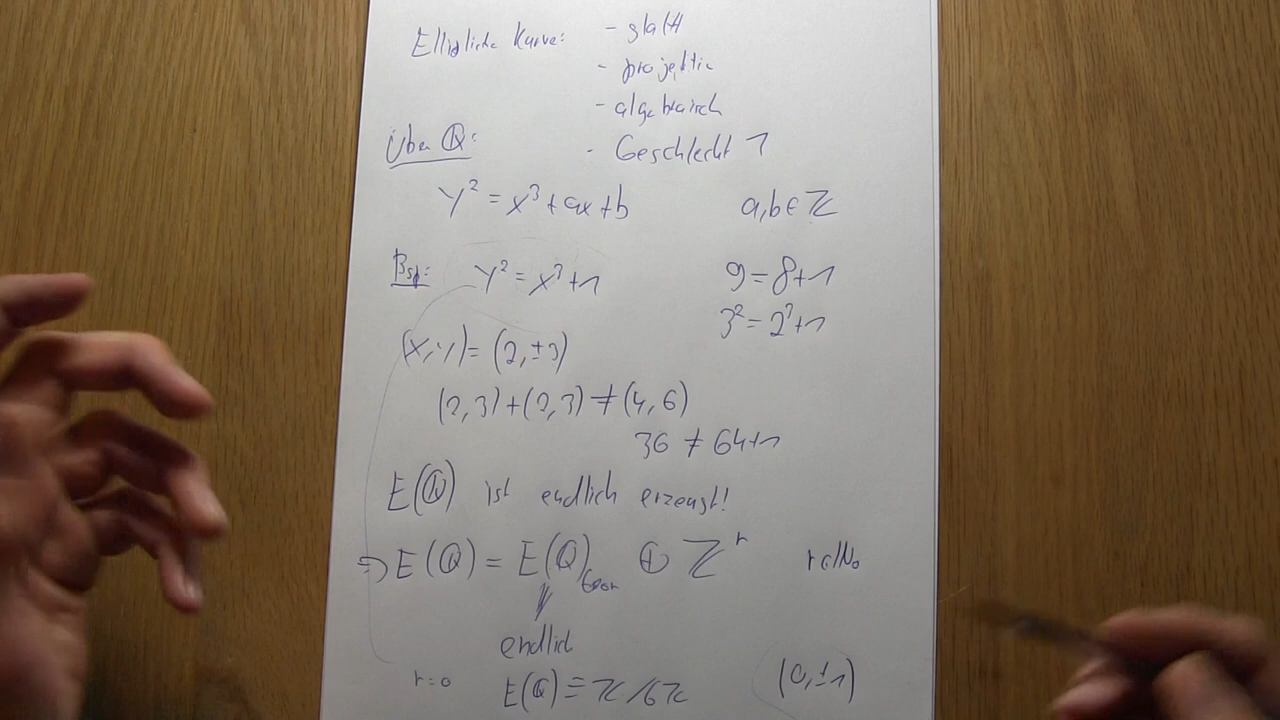 Elliptische Kurve: - glatt
- projektiv
- algebraisch
Über ℚ: - Geschlecht 1
y² = x³ + ax + b a, b ∈ ℤ
Bsp: y² = x³ + 1 9 = 8 + 1
3² = 2³ + 1
(x, y) = (2, ±3)
(2, 3) + (2, 3) ≠ (4, 6)
36 ≠ 64 + 1
E(ℚ) ist endlich erzeugt!
⇒ E(ℚ) = E(ℚ)tor ⊕ ℤ^r r ∈ ℕ₀
endlich
r = 0 E(ℚ) ≅ ℤ/6ℤ (0, ±1)